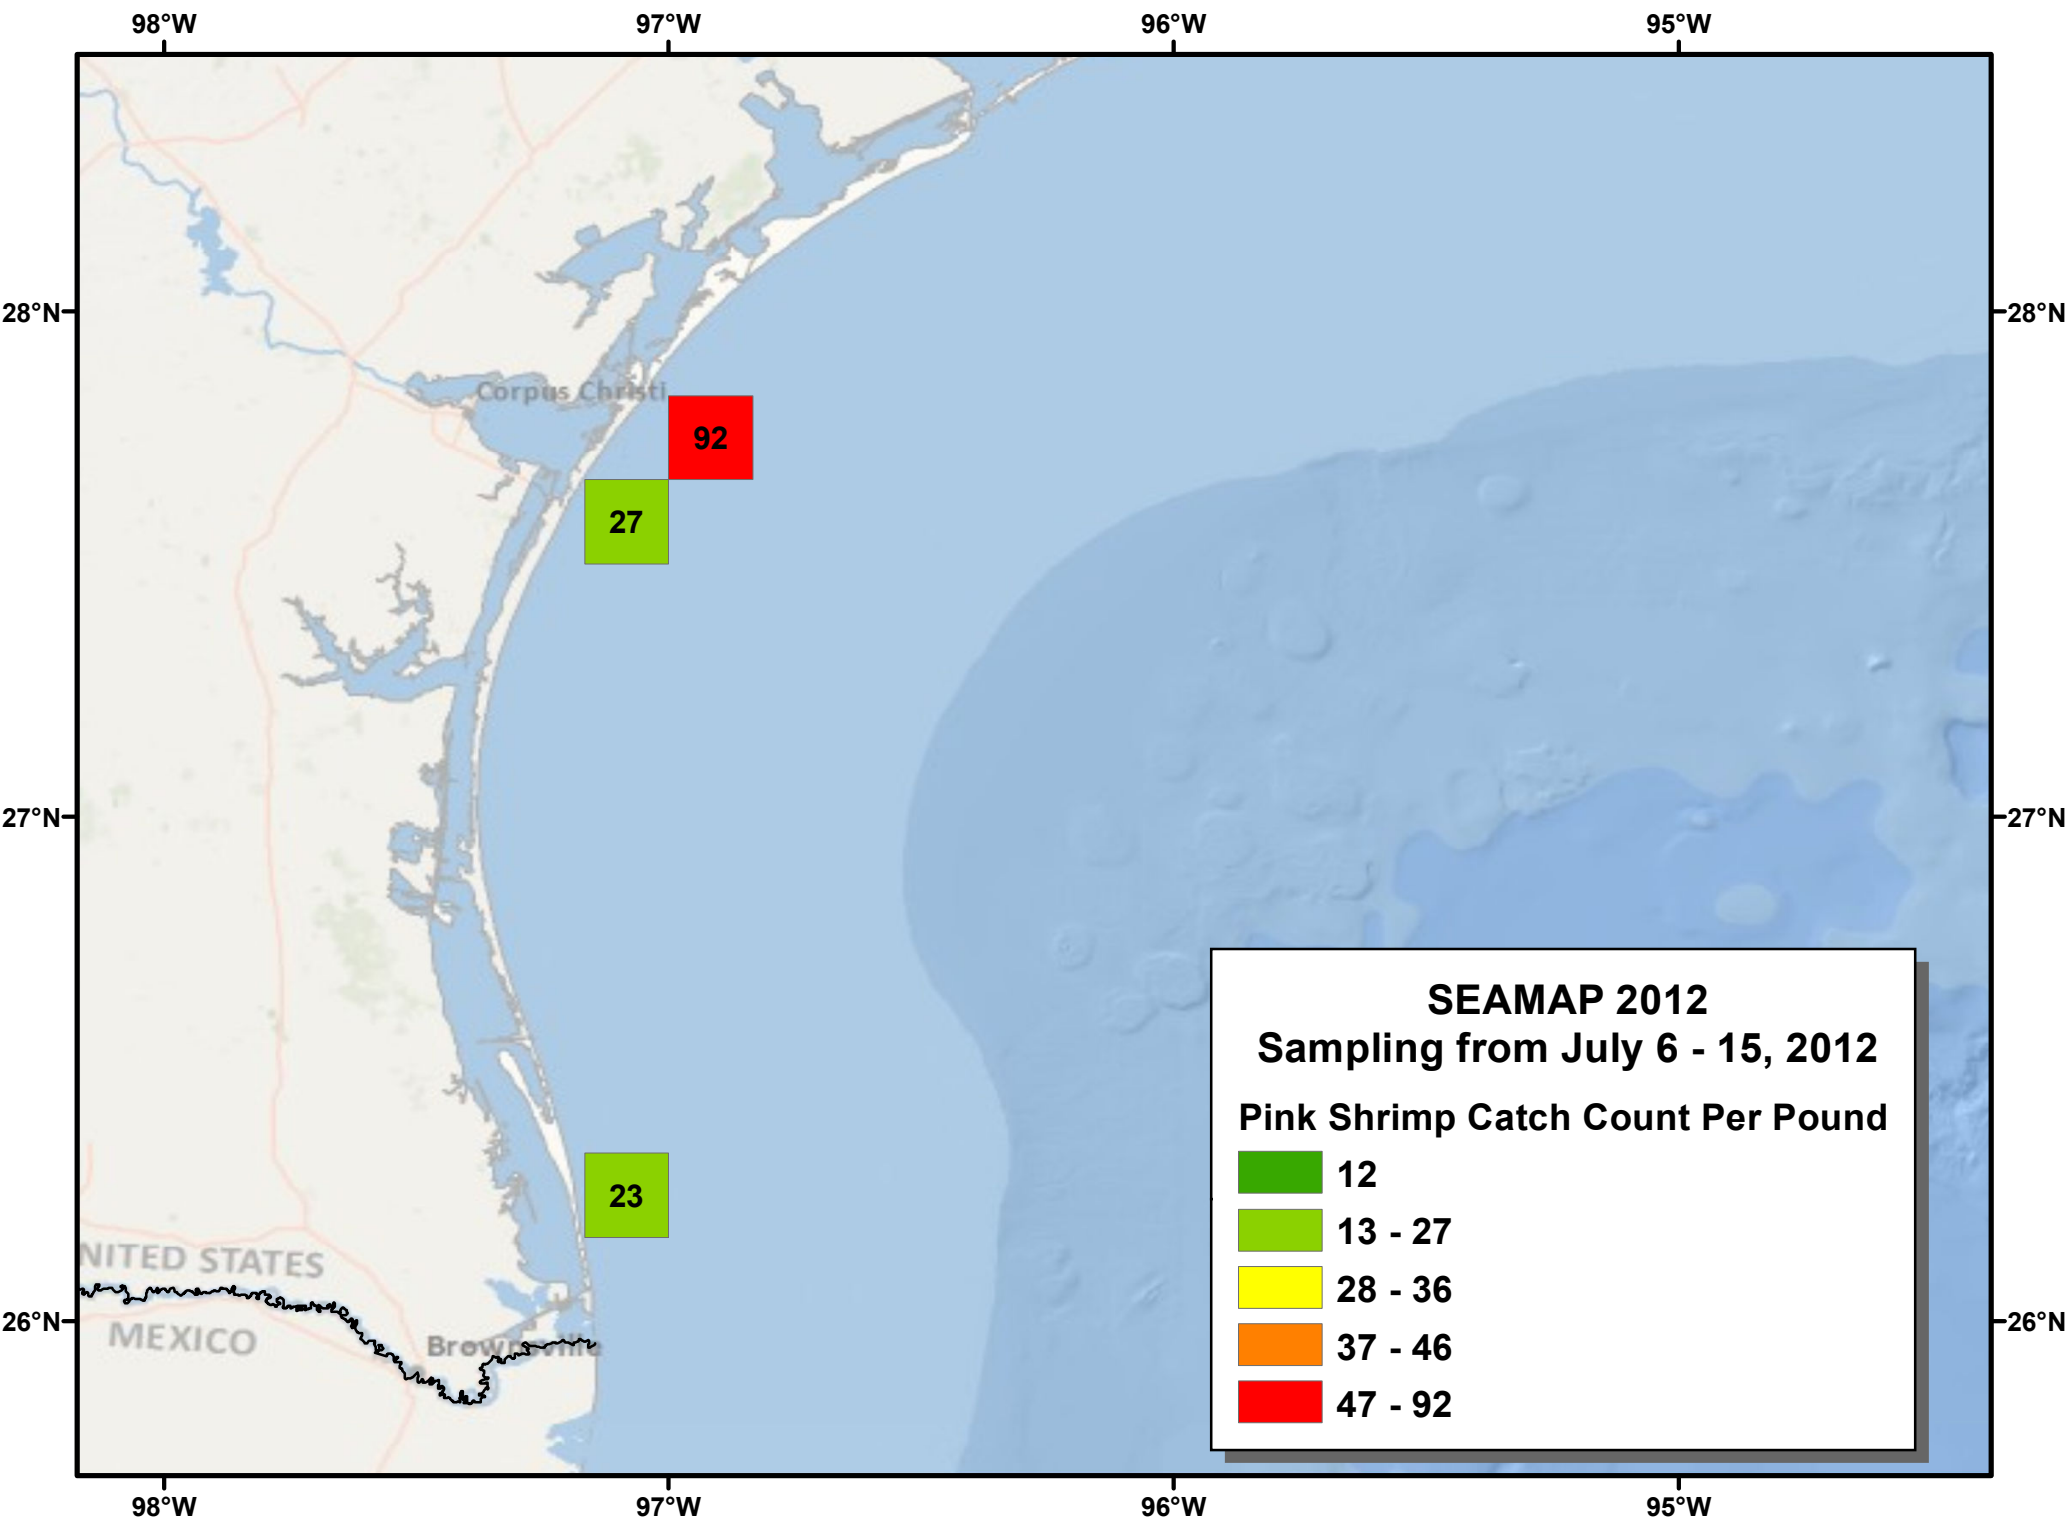 98°W 97°W 96°W 95°W
28°N 28°N
Corpus Christi
92
27
27°N 27°N
SEAMAP 2012
Sampling from July 6 - 15, 2012
Pink Shrimp Catch Count Per Pound
12
23
13 - 27
NITED STATES
28 - 36
26°N 26°N
MEXICO
Brownsville
37 - 46
47 - 92
98°W 97°W 96°W 95°W